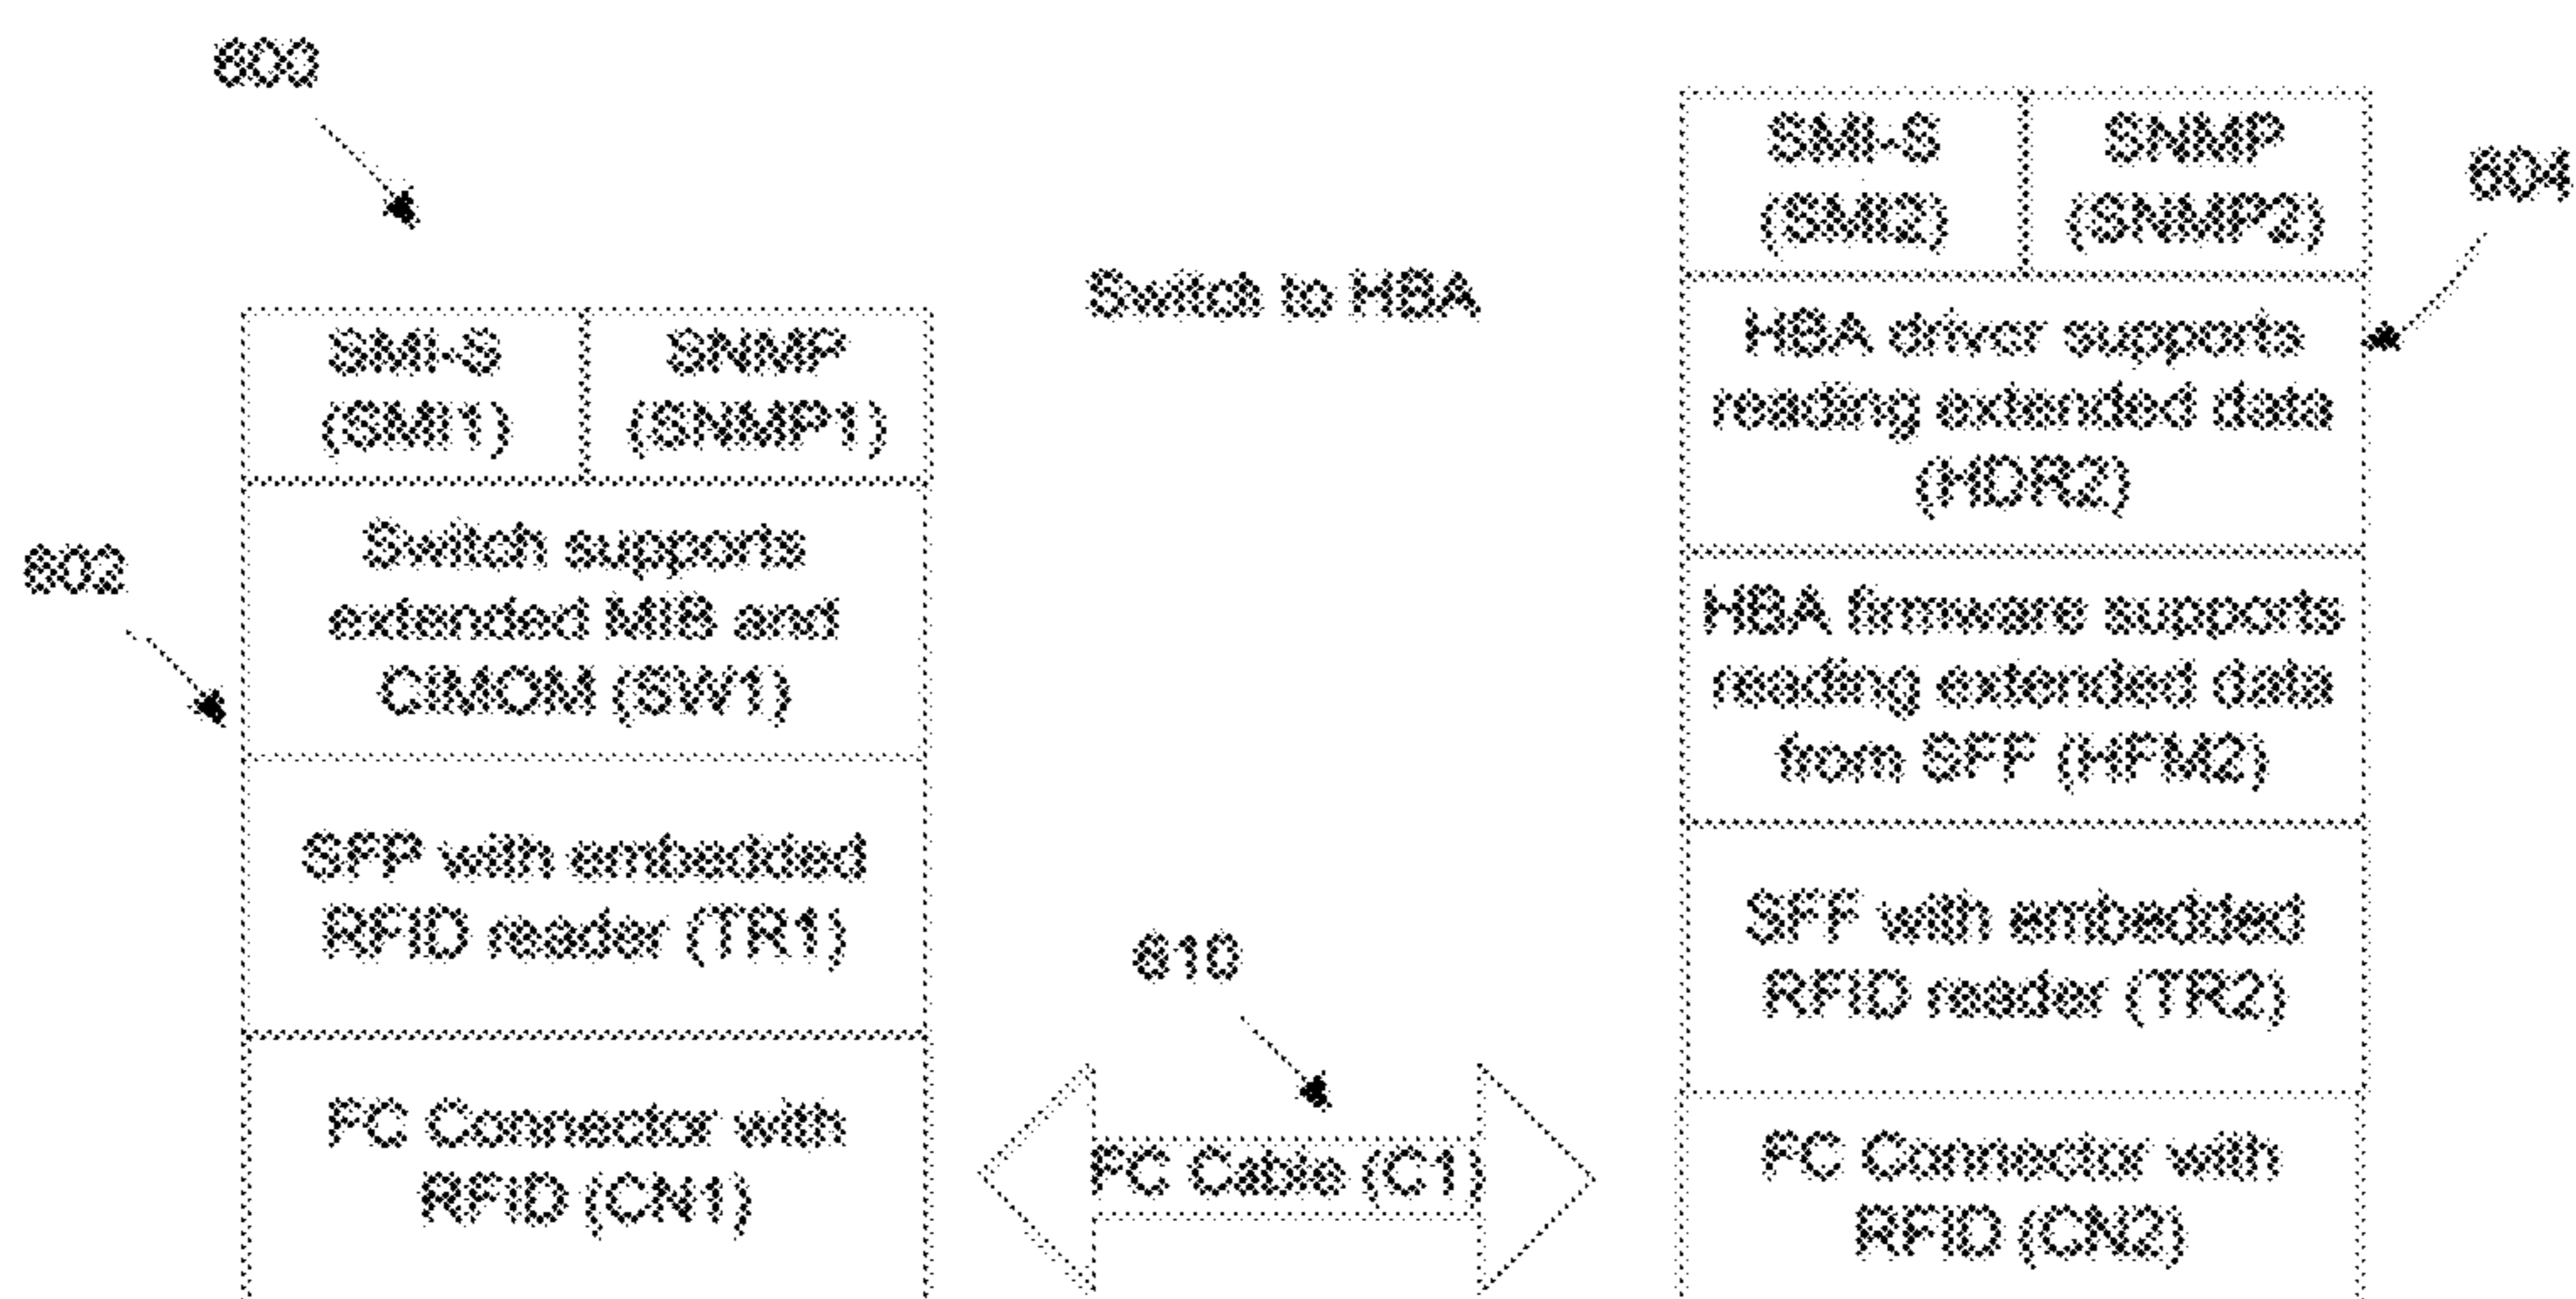 600
602
SMI-S
(SMI1)
SNMP
(SNMP1)
Switch supports
extended MIB and
CIMOM (SW1)
SFP with embedded
RFID reader (TR1)
FC Connector with
RFID (CN1)
Switch to HBA
610
FC Cable (C1)
604
SMI-S
(SMI2)
SNMP
(SNMP2)
HBA driver supports
reading extended data
(HDR2)
HBA firmware supports
reading extended data
from SFF (HFM2)
SFF with embedded
RFID reader (TR2)
FC Connector with
RFID (CN2)